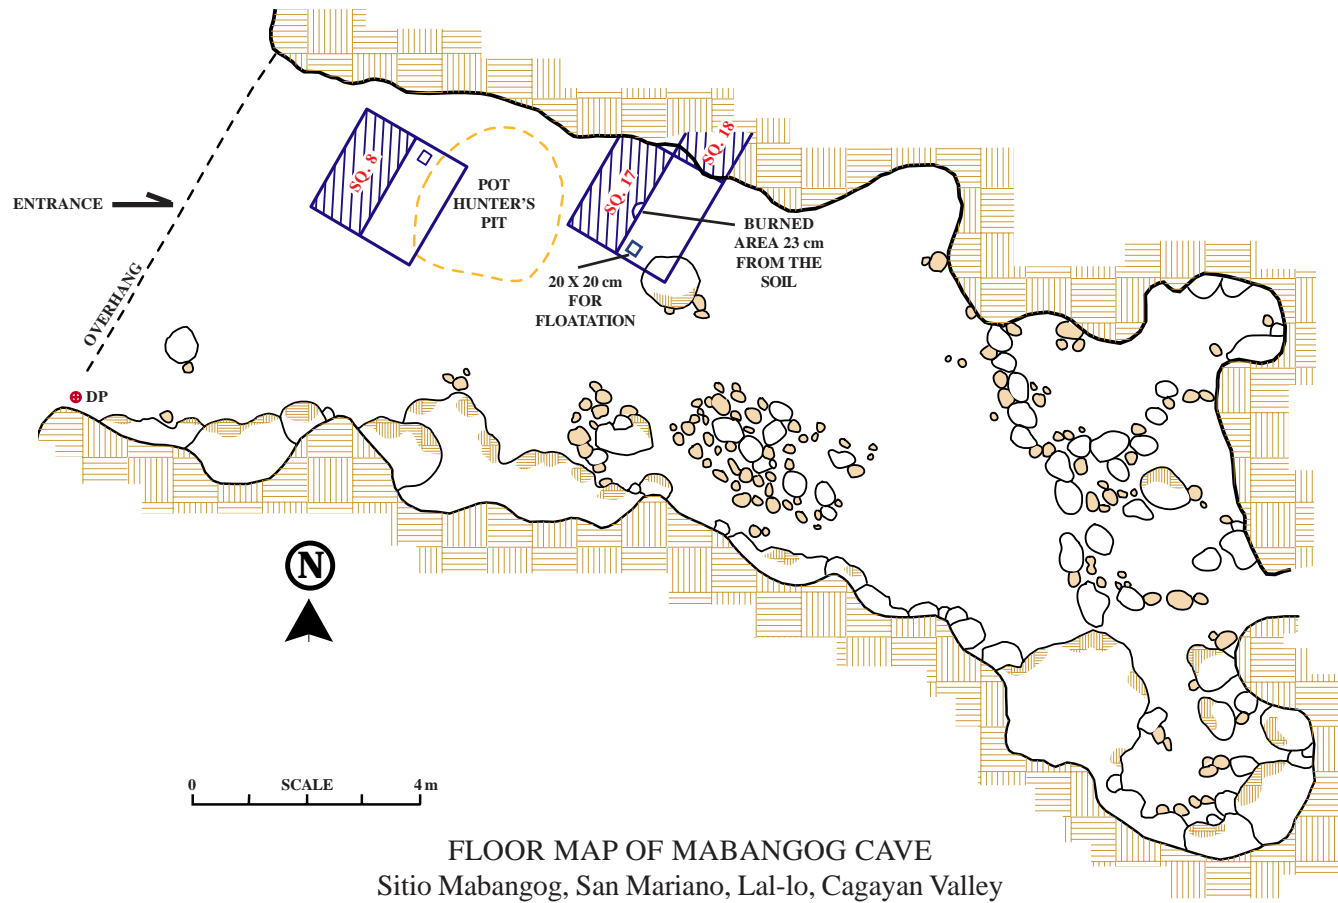 SQ. 18
SQ. 8
SQ. 17
POT
HUNTER'S
PIT
ENTRANCE
BURNED
AREA 23 cm
FROM THE
SOIL
20 X 20 cm
FOR
FLOATATION
OVERHANG
DP
N
0 SCALE 4 m
FLOOR MAP OF MABANGOG CAVE
Sitio Mabangog, San Mariano, Lal-lo, Cagayan Valley